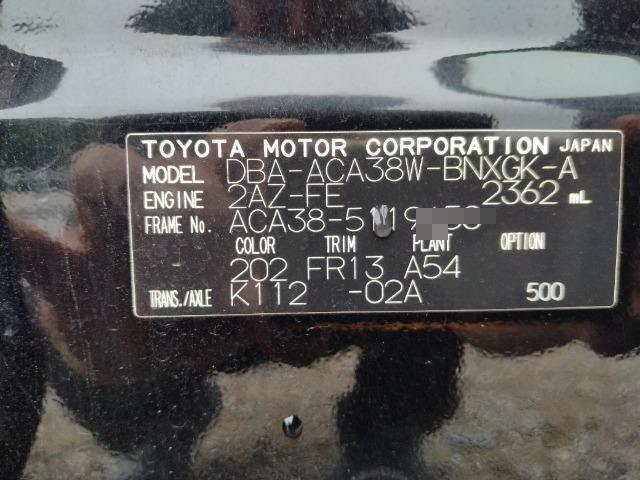 TOYOTA MOTOR CORPORATION JAPAN
MODEL DBA-ACA38W-BNXGK-A
ENGINE 2AZ-FE 2362 mL
FRAME No. ACA38-5
COLOR TRIM PLANT OPTION
202 FR13 A54
TRANS./AXLE K112 -02A 500